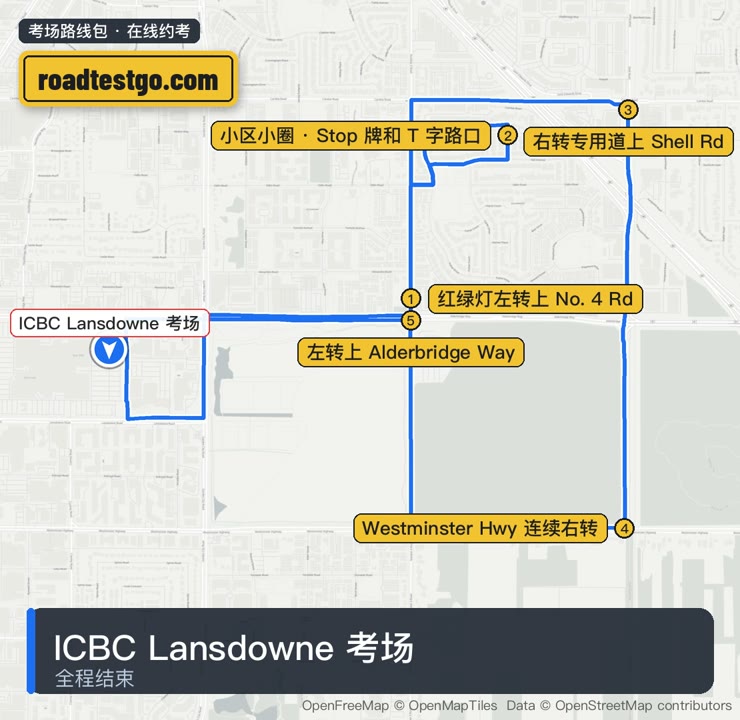 考场路线包 · 在线约考
roadtestgo.com
3
小区小圈 · Stop 牌和 T 字路口
2
右转专用道上 Shell Rd
1
红绿灯左转上 No. 4 Rd
ICBC Lansdowne 考场
5
左转上 Alderbridge Way
Westminster Hwy 连续右转
4
ICBC Lansdowne 考场
全程结束
OpenFreeMap © OpenMapTiles Data © OpenStreetMap contributors